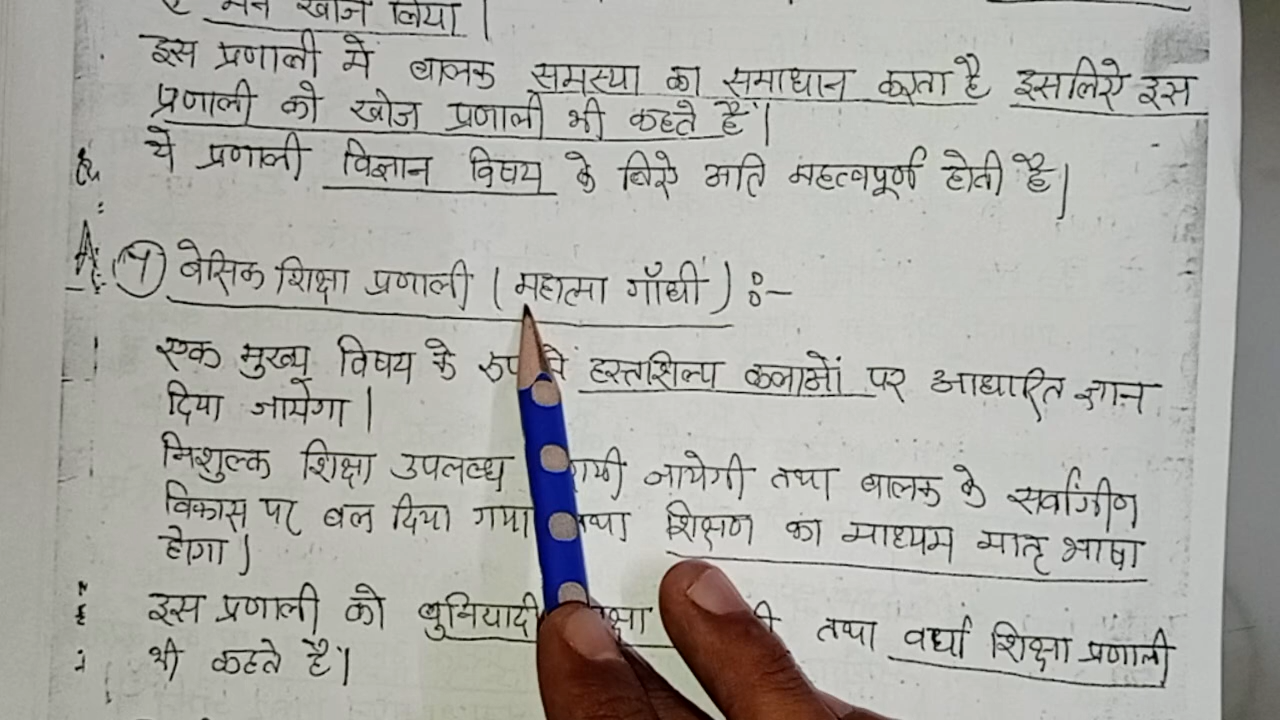 खोज लिया।
इस प्रणाली में बालक समस्या का समाधान करता है इसलिऐ इस
प्रणाली को खोज प्रणाली भी कहते है।
ये प्रणाली विज्ञान विषय के लिऐ अति महत्वपूर्ण होती है।
बेसिक शिक्षा प्रणाली (महात्मा गाँधी) :-
एक मुख्य विषय के हस्तशिल्प कलाओं पर आधारित ज्ञान
दिया जायेगा।
निशुल्क शिक्षा उपलब्ध जायेगी तथा बालक के सर्वांगीण
विकास पर बल दिया गया शिक्षण का माध्यम मातृ भाषा
होगा।
इस प्रणाली को बुनियादी तथा वर्धा शिक्षा प्रणाली
भी कहते है।